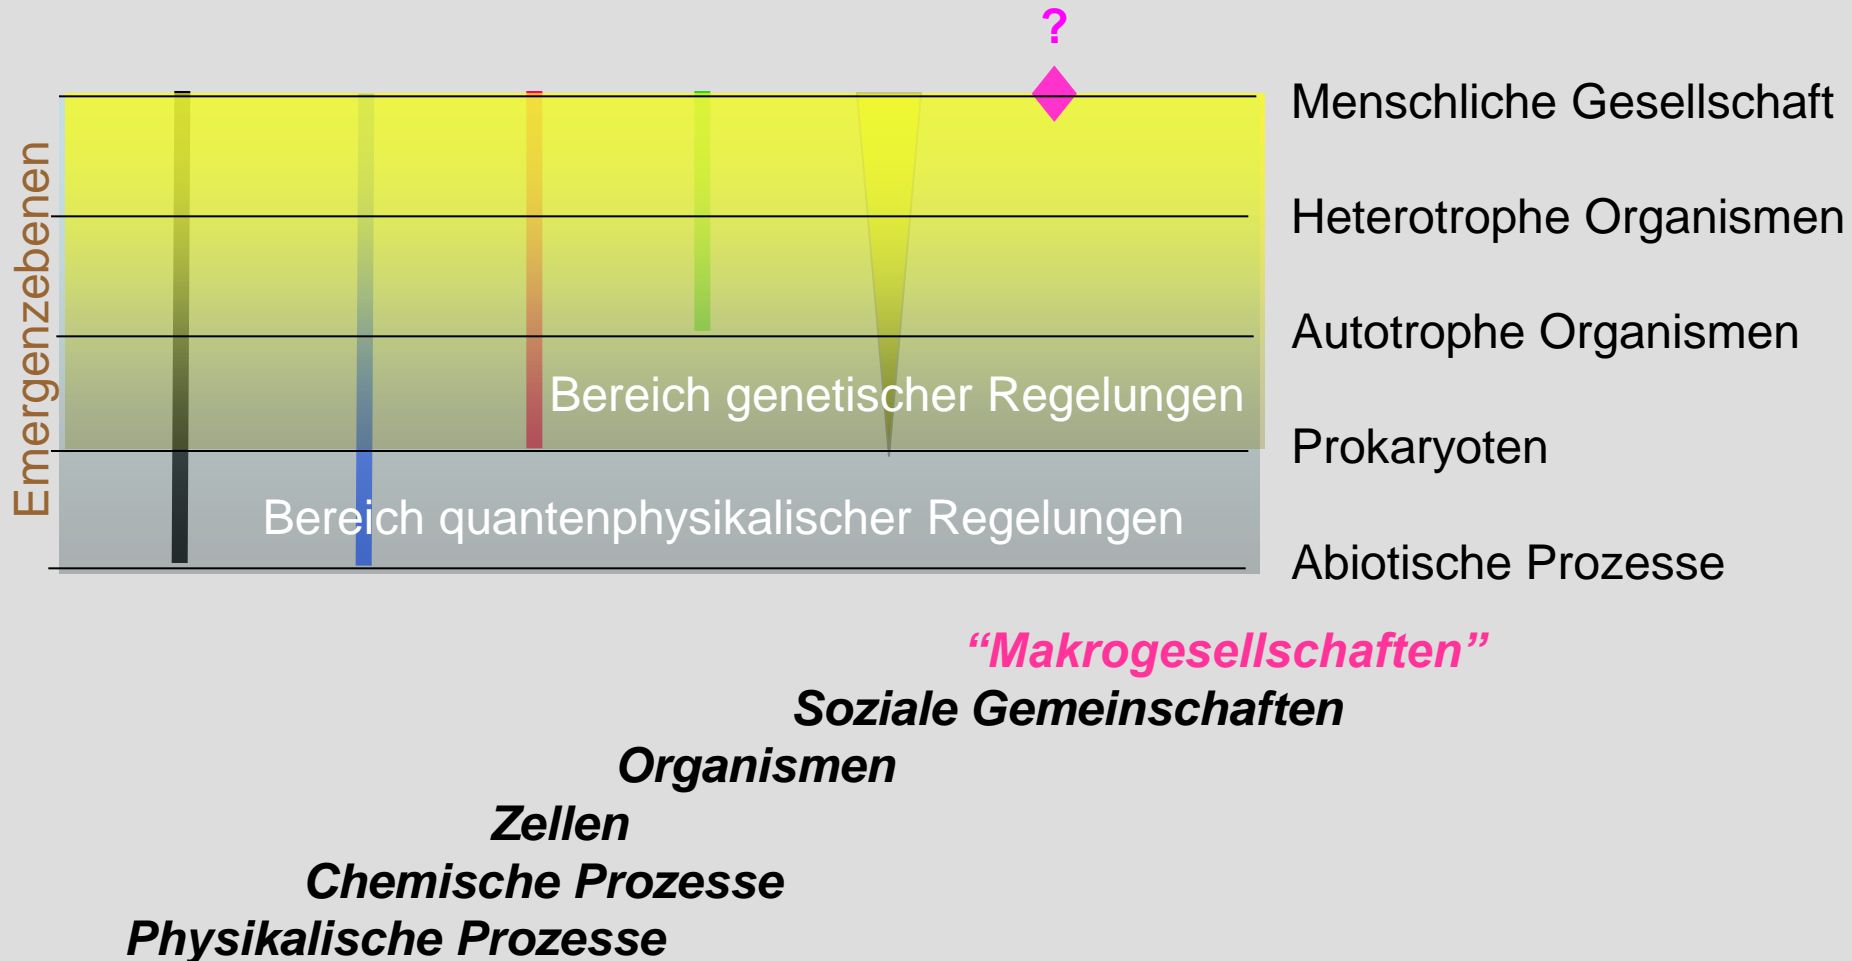 ?
Menschliche Gesellschaft
Heterotrophe Organismen
Autotrophe Organismen
Prokaryoten
Abiotische Prozesse
Emergenzebenen
Bereich genetischer Regelungen
Bereich quantenphysikalischer Regelungen
“Makrogesellschaften”
Soziale Gemeinschaften
Organismen
Zellen
Chemische Prozesse
Physikalische Prozesse